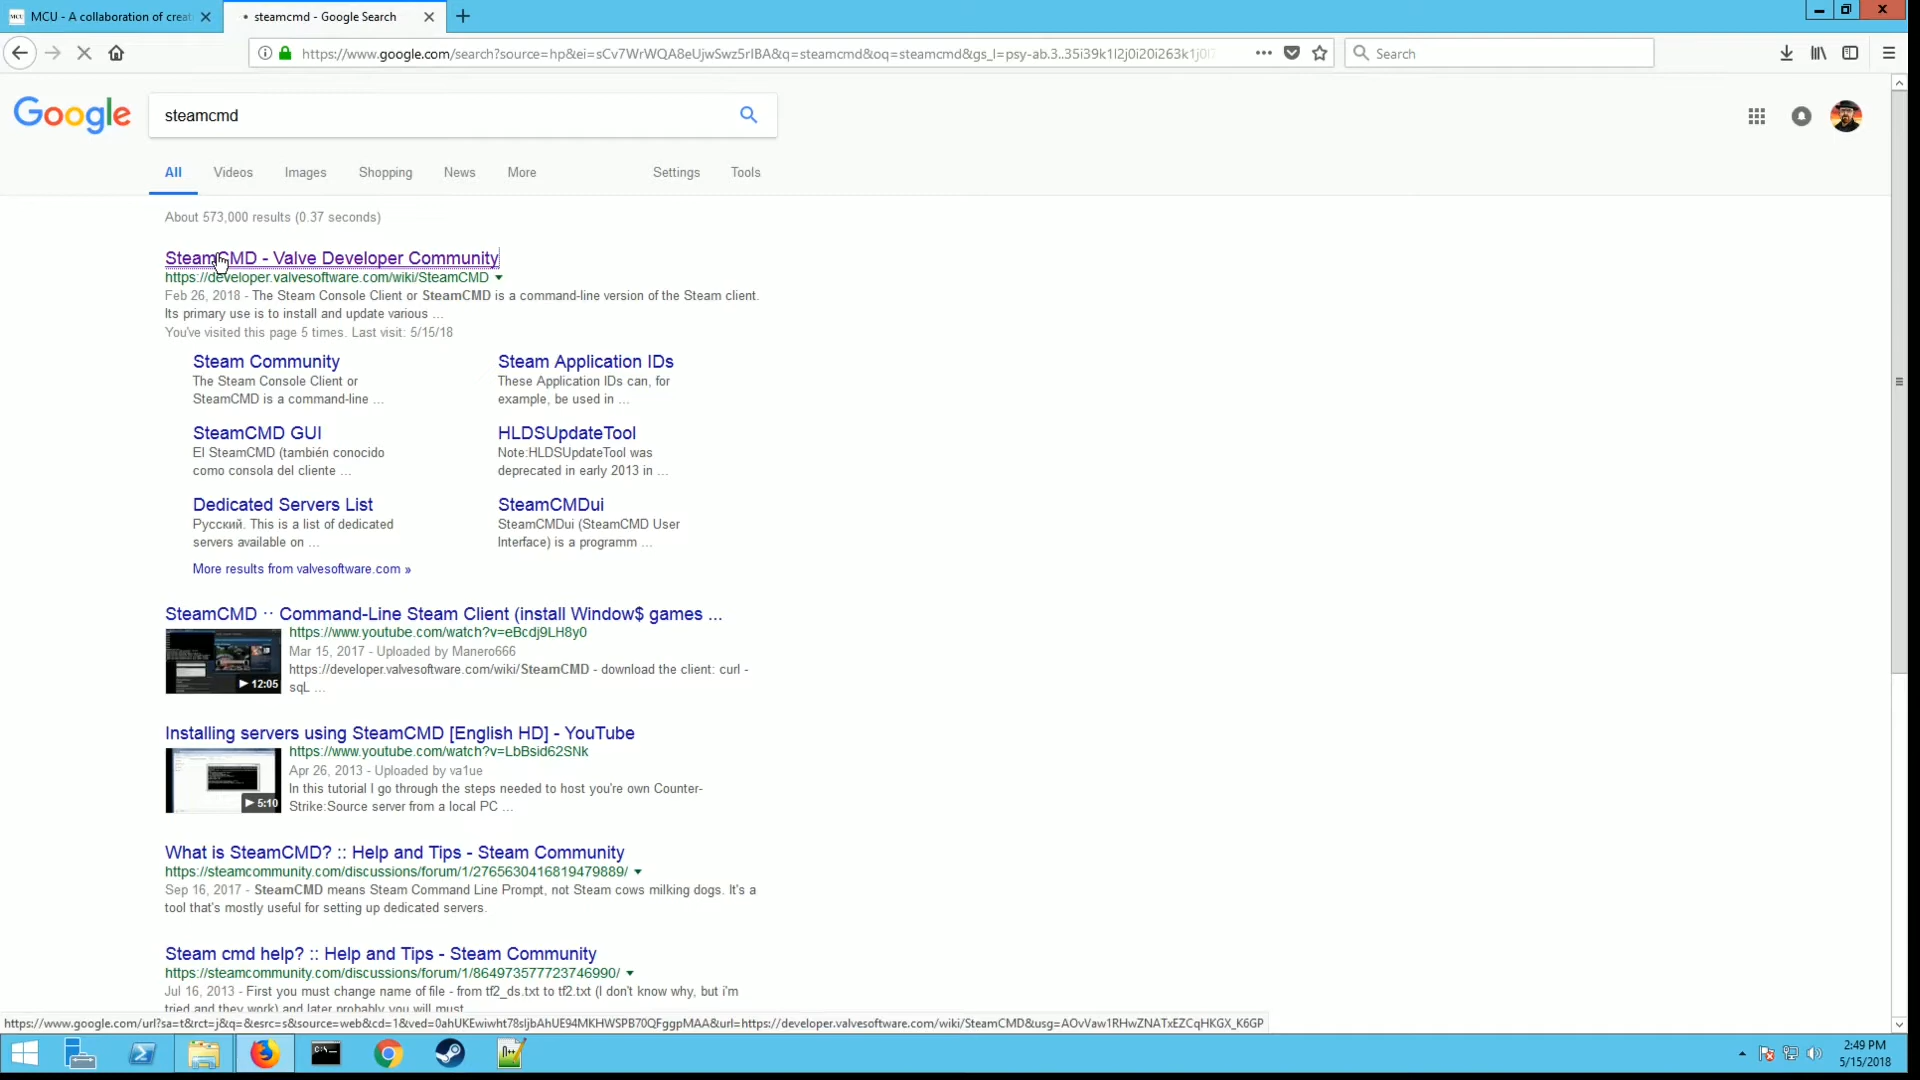 MCU - A collaboration of creat
steamcmd - Google Search
https://www.google.com/search?source=hp&ei=sCv7WrWQA8eUjwSwz5rIBA&q=steamcmd&oq=steamcmd&gs_l=psy-ab.3..35i39k1l2j0i20i263k1j0l7
Search
Google
steamcmd
All
Videos
Images
Shopping
News
More
Settings
Tools
About 573,000 results (0.37 seconds)
SteamCMD - Valve Developer Community
https://developer.valvesoftware.com/wiki/SteamCMD
Feb 26, 2018 - The Steam Console Client or SteamCMD is a command-line version of the Steam client.
Its primary use is to install and update various ...
You've visited this page 5 times. Last visit: 5/15/18
Steam Community
The Steam Console Client or
SteamCMD is a command-line ...
Steam Application IDs
These Application IDs can, for
example, be used in ...
SteamCMD GUI
El SteamCMD (también conocido
como consola del cliente ...
HLDSUpdateTool
Note:HLDSUpdateTool was
deprecated in early 2013 in ...
Dedicated Servers List
Русский. This is a list of dedicated
servers available on ...
SteamCMDui
SteamCMDui (SteamCMD User
Interface) is a programm ...
More results from valvesoftware.com »
SteamCMD ·· Command-Line Steam Client (install Window$ games ...
https://www.youtube.com/watch?v=eBcdj9LH8y0
Mar 15, 2017 - Uploaded by Manero666
https://developer.valvesoftware.com/wiki/SteamCMD - download the client: curl -
sqL ...
12:05
Installing servers using SteamCMD [English HD] - YouTube
https://www.youtube.com/watch?v=LbBsid62SNk
Apr 26, 2013 - Uploaded by va1ue
In this tutorial I go through the steps needed to host you're own Counter-
Strike:Source server from a local PC ...
5:10
What is SteamCMD? :: Help and Tips - Steam Community
https://steamcommunity.com/discussions/forum/1/2765630416819479889/
Sep 16, 2017 - SteamCMD means Steam Command Line Prompt, not Steam cows milking dogs. It's a
tool that's mostly useful for setting up dedicated servers.
Steam cmd help? :: Help and Tips - Steam Community
https://steamcommunity.com/discussions/forum/1/864973577723746990/
Jul 16, 2013 - First you must change name of file - from tf2_ds.txt to tf2.txt (I don't know why, but i'm
tried and they work) and later probably you will must
https://www.google.com/url?sa=t&rct=j&q=&esrc=s&source=web&cd=1&ved=0ahUKEwiwht78sljbAhUE94MKHWSPB70QFggpMAA&url=https://developer.valvesoftware.com/wiki/SteamCMD&usg=AOvVaw1RHwZNATxEZCqHKGX_K6GP
2:49 PM
5/15/2018